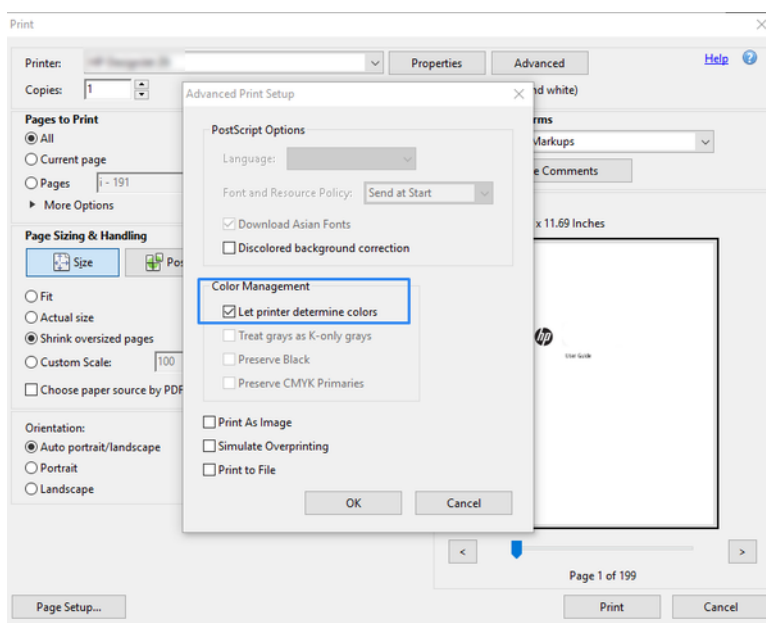 Print
Printer:
Properties
Advanced
Help
Copies: 1
nd white)
Advanced Print Setup
Pages to Print
All
Current page
Pages i - 191
More Options
PostScript Options
Language:
Font and Resource Policy: Send at Start
Download Asian Fonts
Discolored background correction
rms
Markups
e Comments
Page Sizing & Handling
Size
Pos
Fit
Actual size
Shrink oversized pages
Custom Scale: 100
Choose paper source by PDF
Color Management
Let printer determine colors
Treat grays as K-only grays
Preserve Black
Preserve CMYK Primaries
x 11.69 Inches
hp
User Guide
Orientation:
Auto portrait/landscape
Portrait
Landscape
Print As Image
Simulate Overprinting
Print to File
OK
Cancel
<
>
Page 1 of 199
Page Setup...
Print
Cancel